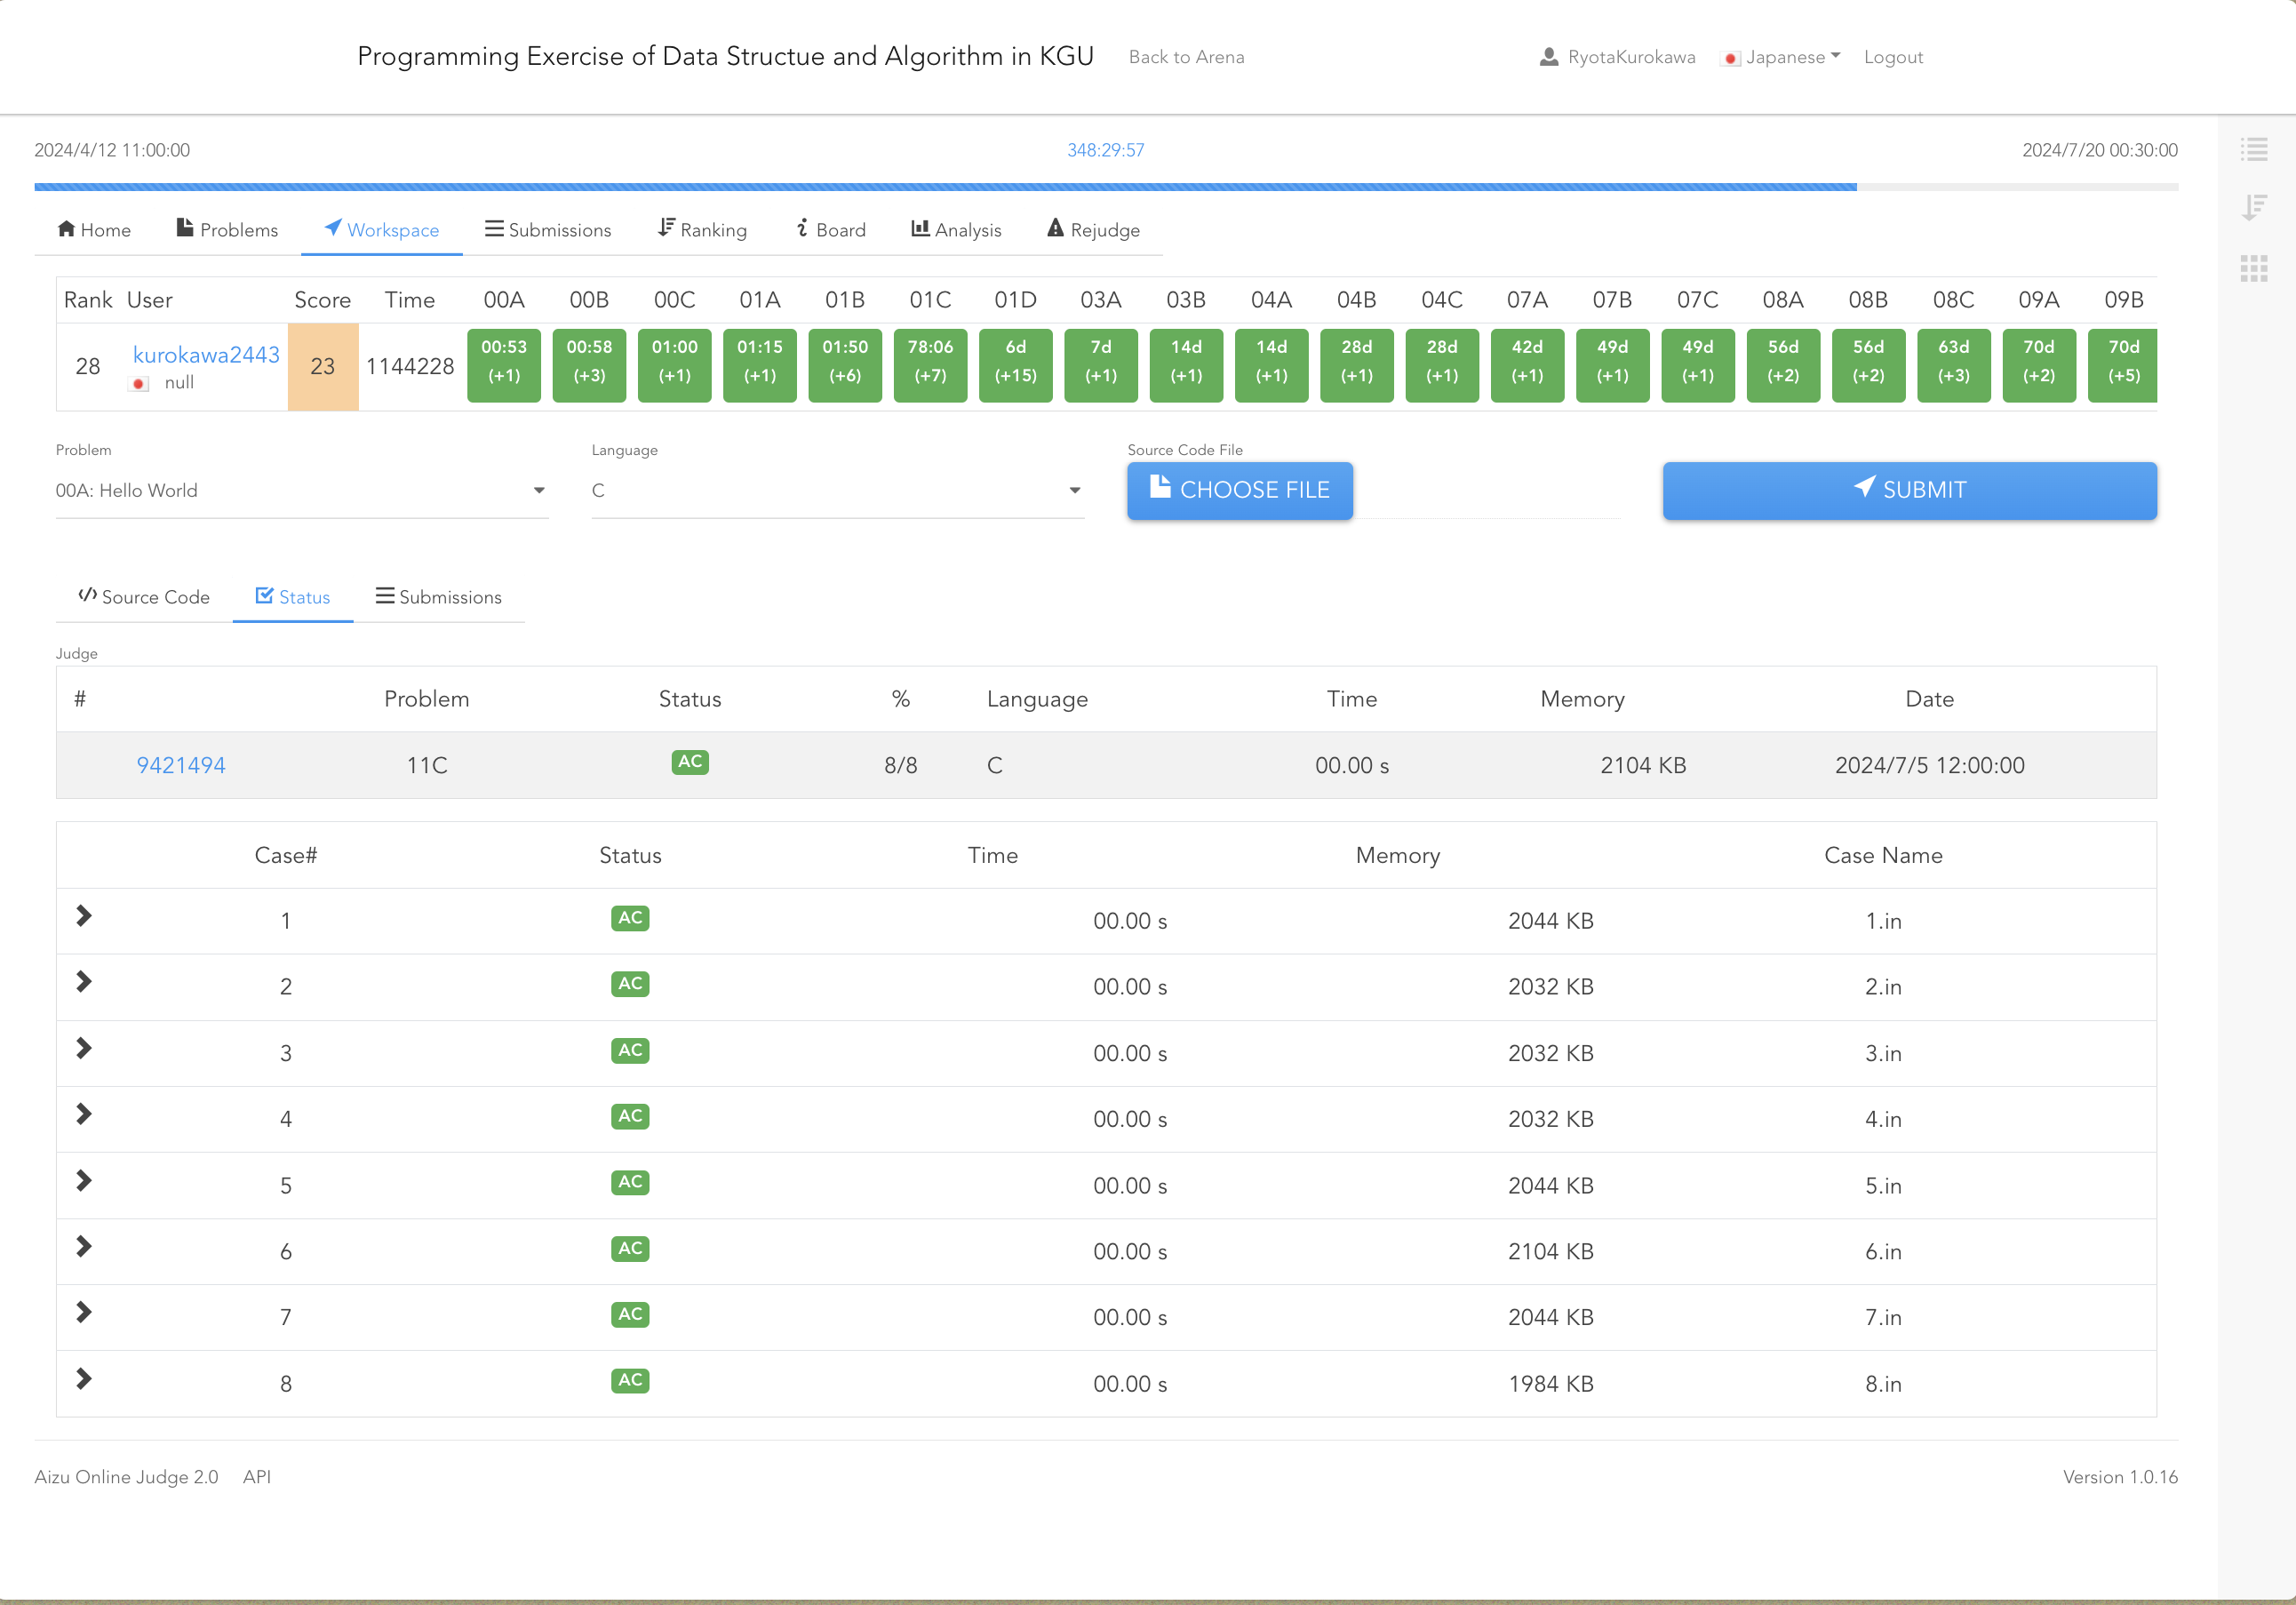 Programming Exercise of Data Structue and Algorithm in KGU Back to Arena RyotaKurokawa Japanese Logout
2024/4/12 11:00:00 348:29:57 2024/7/20 00:30:00
Home Problems Workspace Submissions Ranking Board Analysis Rejudge
Rank User Score Time 00A 00B 00C 01A 01B 01C 01D 03A 03B 04A 04B 04C 07A 07B 07C 08A 08B 08C 09A 09B
28 kurokawa2443 null 23 1144228 00:53 (+1) 00:58 (+3) 01:00 (+1) 01:15 (+1) 01:50 (+6) 78:06 (+7) 6d (+15) 7d (+1) 14d (+1) 14d (+1) 28d (+1) 28d (+1) 42d (+1) 49d (+1) 49d (+1) 56d (+2) 56d (+2) 63d (+3) 70d (+2) 70d (+5)
Problem Language Source Code File
00A: Hello World C CHOOSE FILE SUBMIT
Source Code Status Submissions
Judge
# Problem Status % Language Time Memory Date
9421494 11C AC 8/8 C 00.00 s 2104 KB 2024/7/5 12:00:00
Case# Status Time Memory Case Name
1 AC 00.00 s 2044 KB 1.in
2 AC 00.00 s 2032 KB 2.in
3 AC 00.00 s 2032 KB 3.in
4 AC 00.00 s 2032 KB 4.in
5 AC 00.00 s 2044 KB 5.in
6 AC 00.00 s 2104 KB 6.in
7 AC 00.00 s 2044 KB 7.in
8 AC 00.00 s 1984 KB 8.in
Aizu Online Judge 2.0 API Version 1.0.16